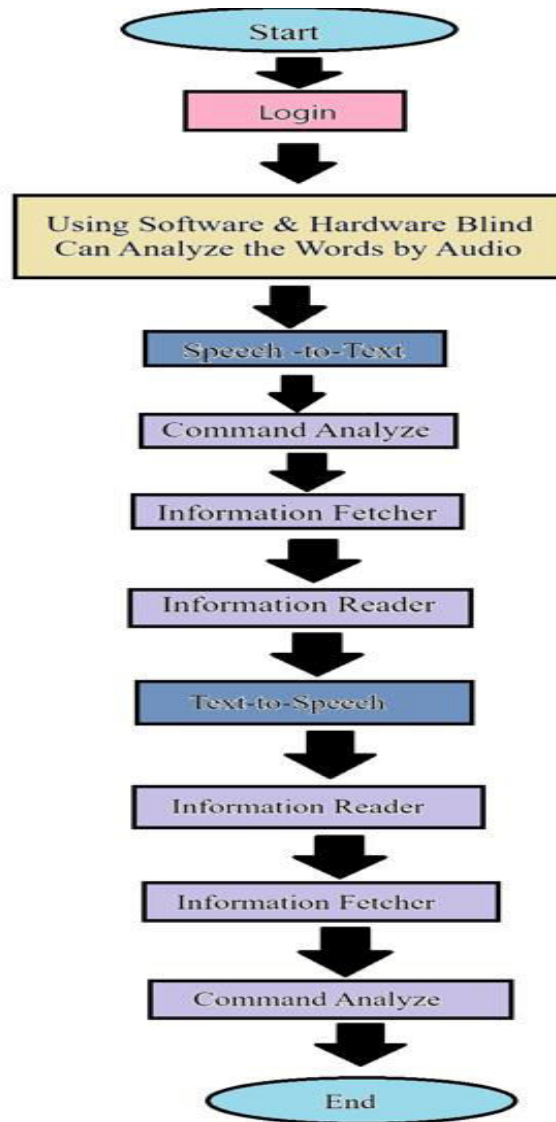 Start
Login
Using Software & Hardware Blind
Can Analyze the Words by Audio
Speech -to-Text
Command Analyze
Information Fetcher
Information Reader
Text-to-Speech
Information Reader
Information Fetcher
Command Analyze
End